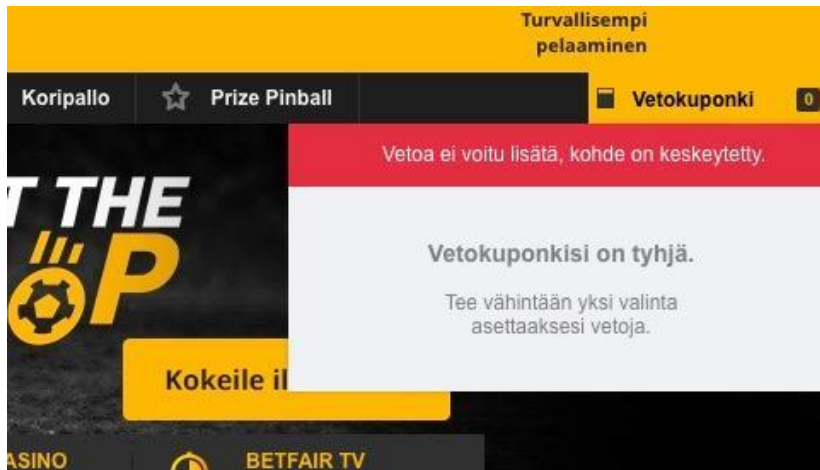 Turvallisempi
pelaaminen
Koripallo
Prize Pinball
Vetokuponki
0
Vetoa ei voitu lisätä, kohde on keskeytetty.
T THE
P
Vetokuponkisi on tyhjä.
Tee vähintään yksi valinta
asettaaksesi vetoja.
Kokeile il
ASINO
BETFAIR TV